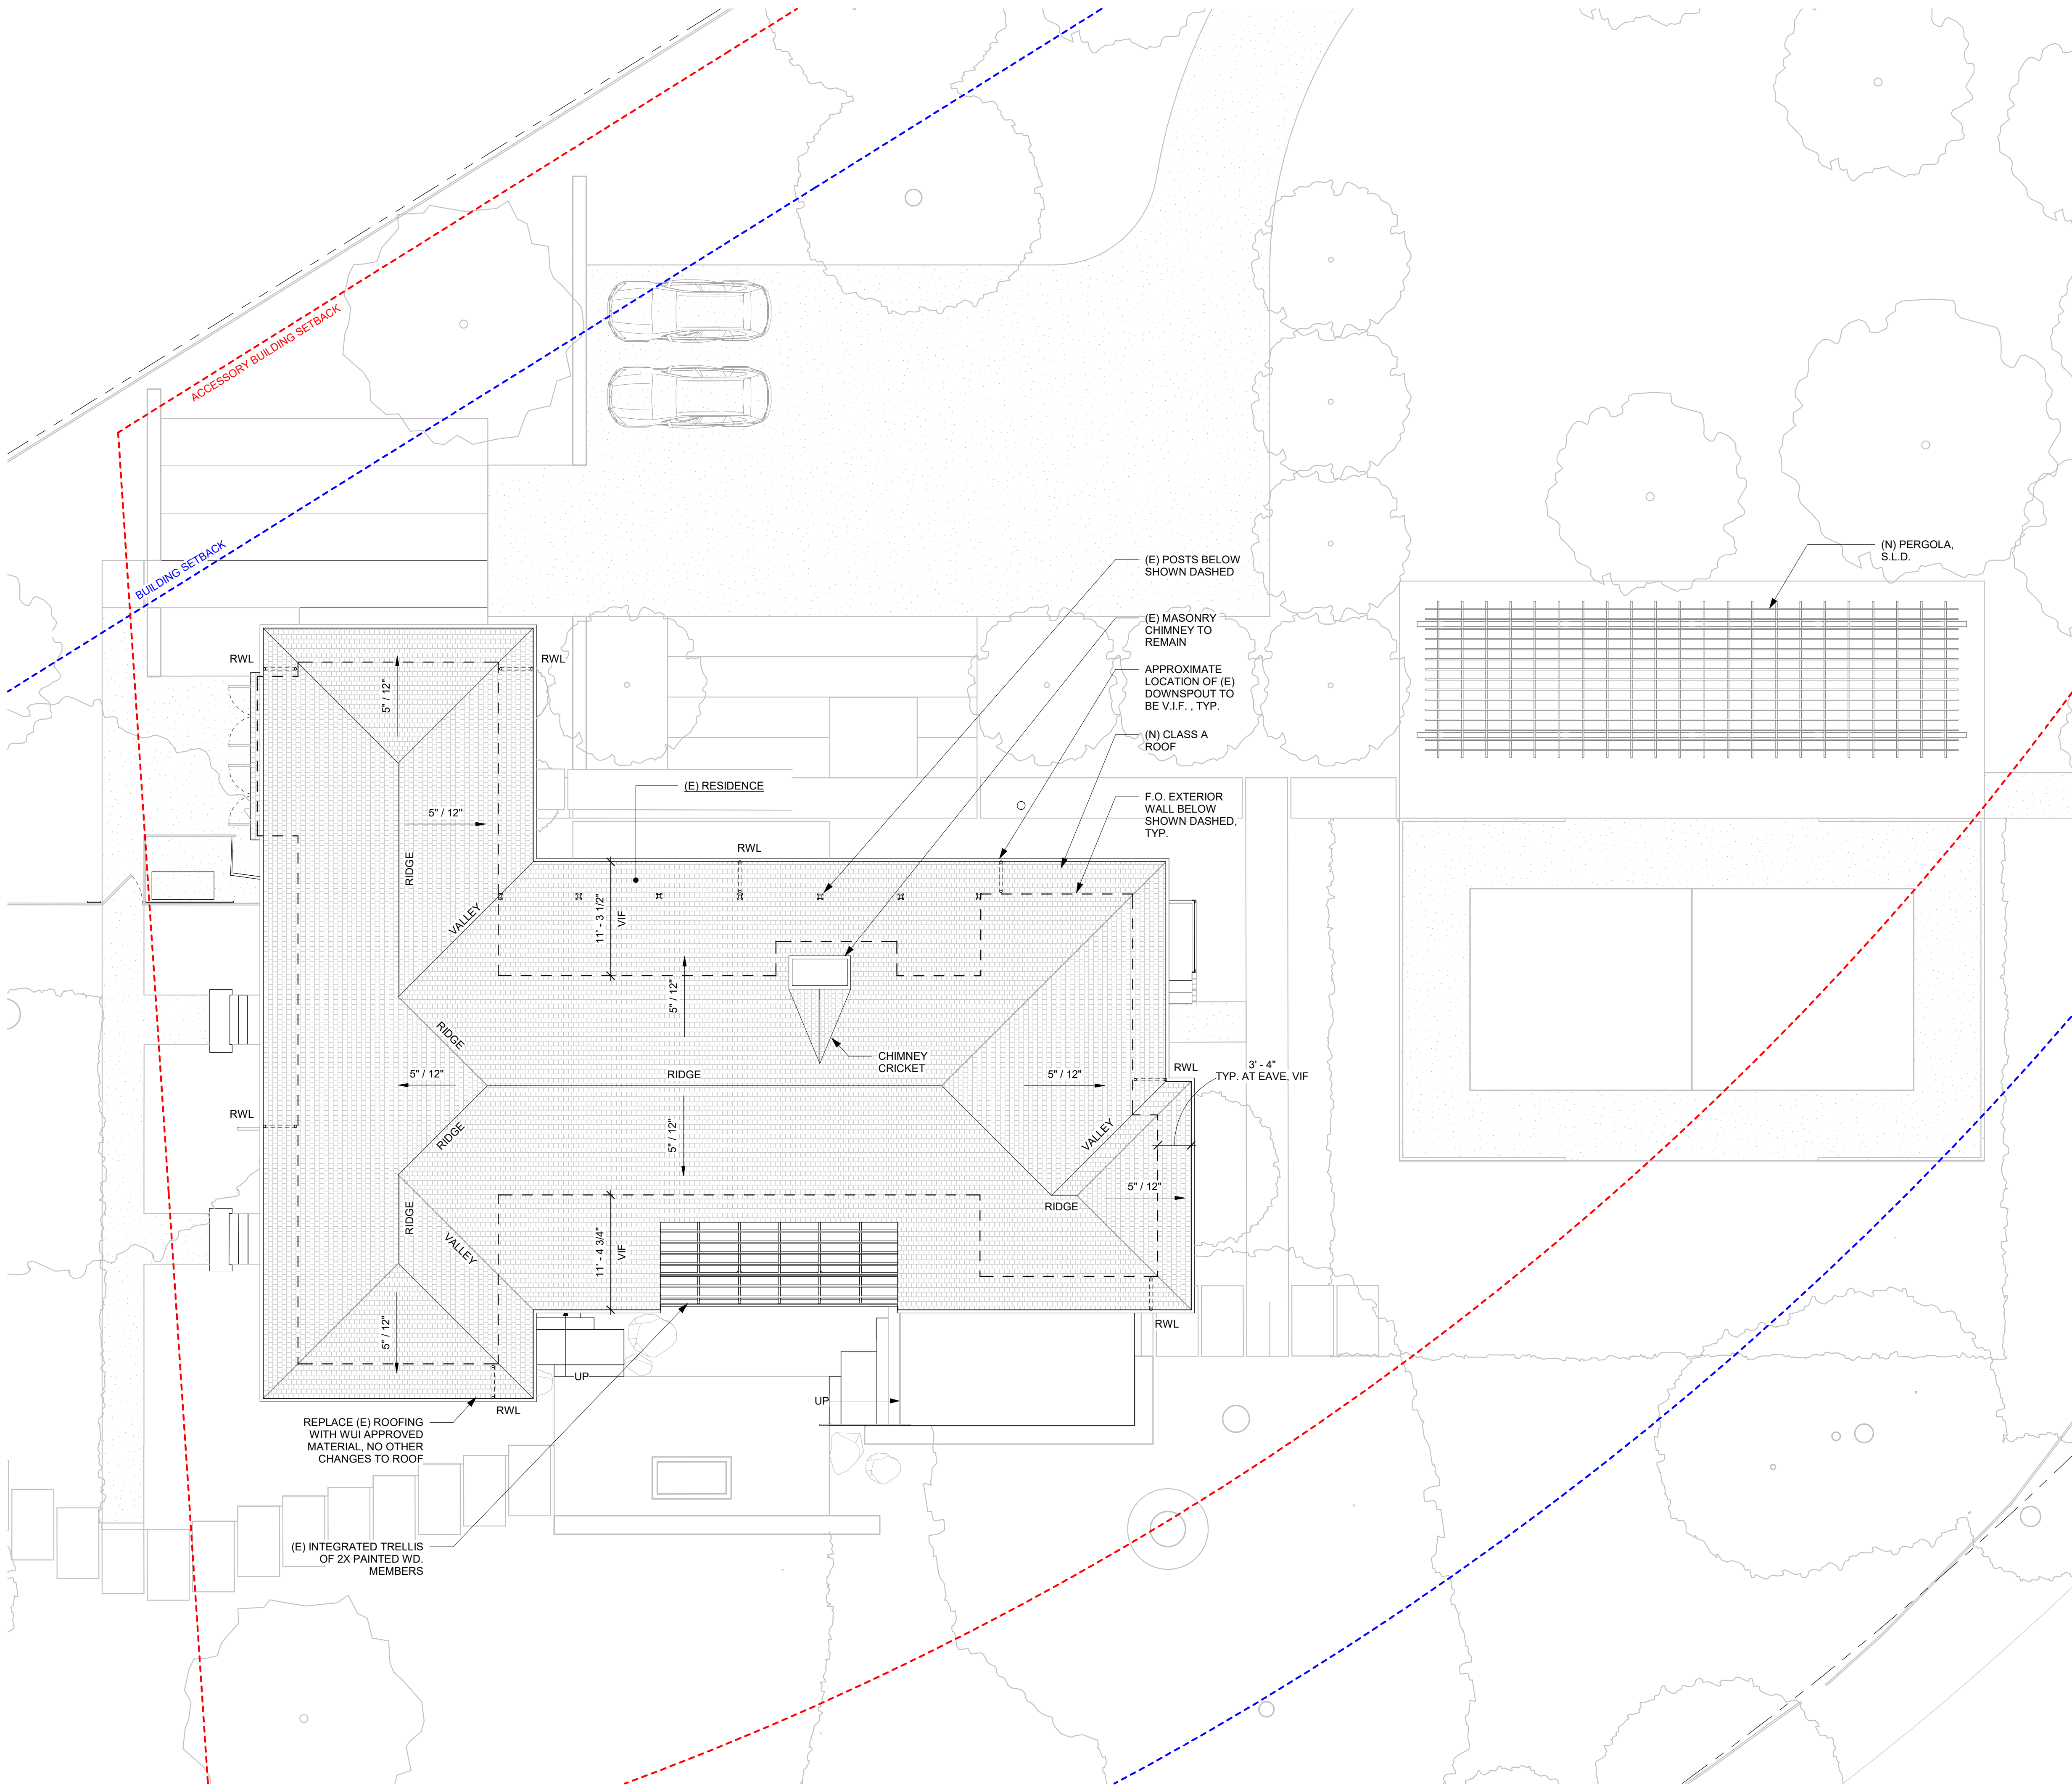 ACCESSORY BUILDING SETBACK
BUILDING SETBACK
(E) POSTS BELOW
SHOWN DASHED
(N) PERGOLA,
S.L.D.
(E) MASONRY
CHIMNEY TO
REMAIN
RWL
RWL
APPROXIMATE
LOCATION OF (E)
DOWNSPOUT TO
BE V.I.F. , TYP.
5" / 12"
(N) CLASS A
ROOF
(E) RESIDENCE
F.O. EXTERIOR
WALL BELOW
SHOWN DASHED,
TYP.
5" / 12"
RWL
RIDGE
VALLEY
11' - 3 1/2"
VIF
5" / 12"
RIDGE
CHIMNEY
CRICKET
RIDGE
5" / 12"
5" / 12"
RWL
3' - 4"
TYP. AT EAVE, VIF
RWL
RIDGE
5" / 12"
VALLEY
5" / 12"
RIDGE
RIDGE
VALLEY
11' - 4 3/4"
VIF
5" / 12"
RWL
UP
UP
RWL
REPLACE (E) ROOFING
WITH WUI APPROVED
MATERIAL, NO OTHER
CHANGES TO ROOF
(E) INTEGRATED TRELLIS
OF 2X PAINTED WD.
MEMBERS